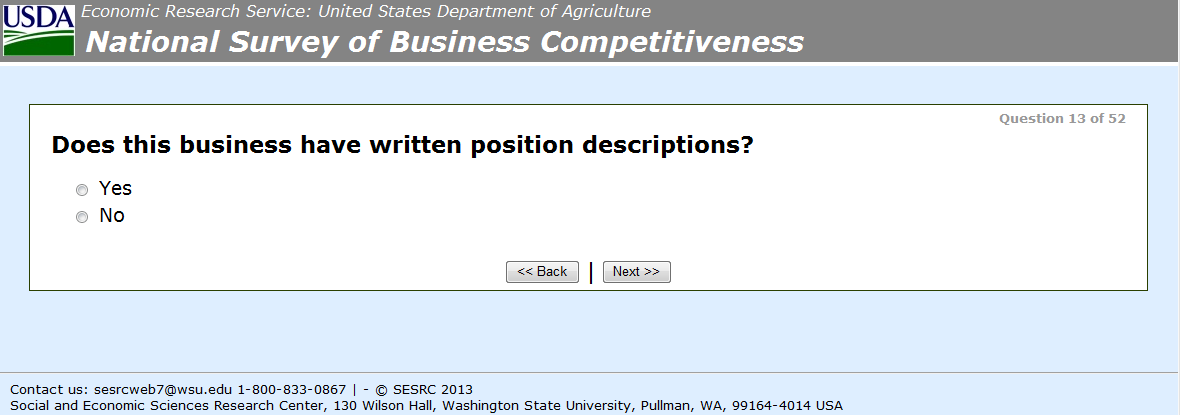 USDA
Economic Research Service: United States Department of Agriculture
National Survey of Business Competitiveness
Question 13 of 52
Does this business have written position descriptions?
Yes
No
<< Back | Next >>
Contact us: sesrcweb7@wsu.edu 1-800-833-0867 | - © SESRC 2013
Social and Economic Sciences Research Center, 130 Wilson Hall, Washington State University, Pullman, WA, 99164-4014 USA